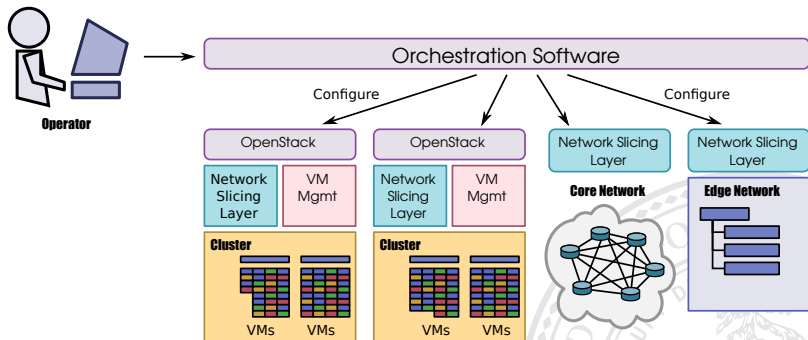 Orchestration Software
Operator
Configure
Configure
OpenStack
OpenStack
Network Slicing
Layer
Network Slicing
Layer
Network
Slicing
Layer
VM
Mgmt
Network
Slicing
Layer
VM
Mgmt
Core Network
Edge Network
Cluster
Cluster
VMs
VMs
VMs
VMs